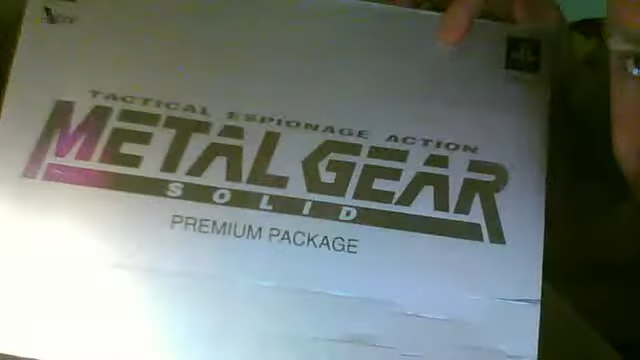 TACTICAL ESPIONAGE ACTION
METAL GEAR
SOLID
PREMIUM PACKAGE